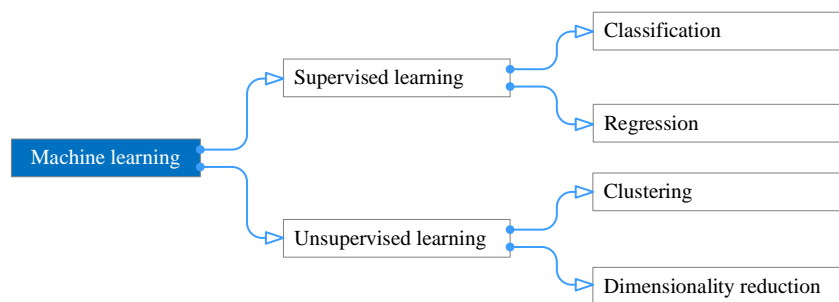 Classification
Supervised learning
Regression
Machine learning
Clustering
Unsupervised learning
Dimensionality reduction